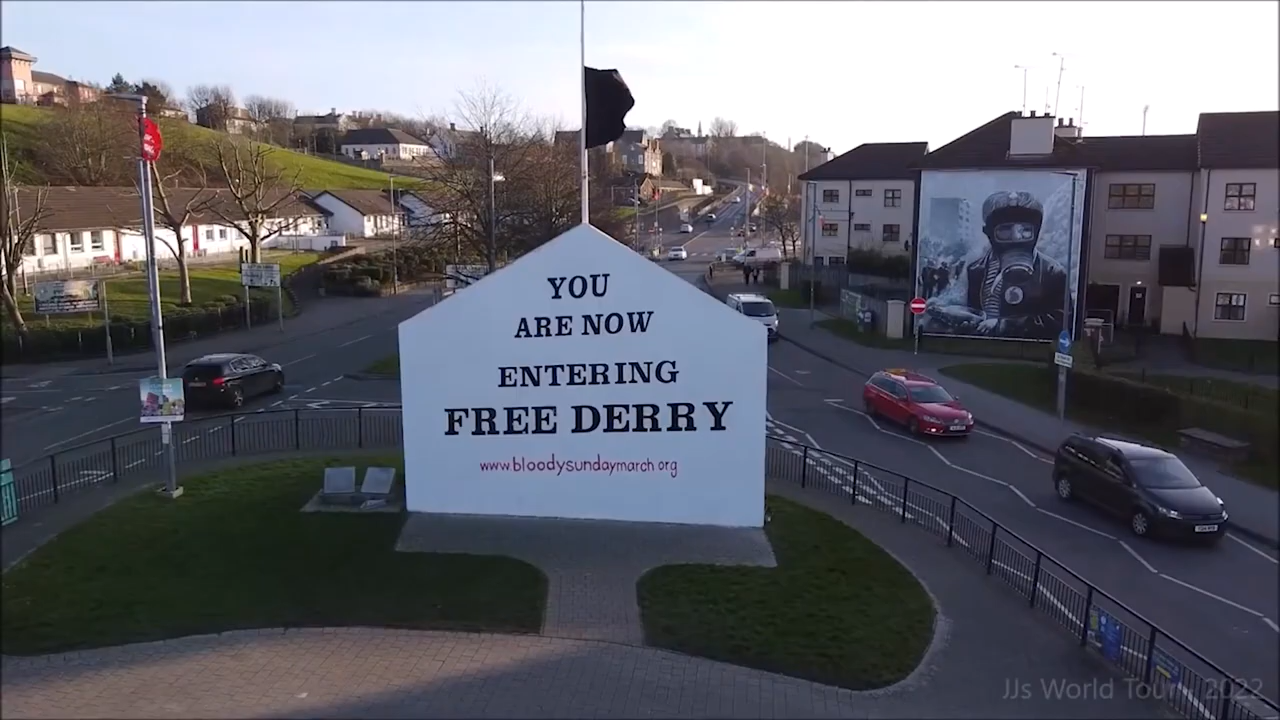 YOU
ARE NOW
ENTERING
FREE DERRY
www.bloodysundaymarch.org
JJs World Tour, 2022